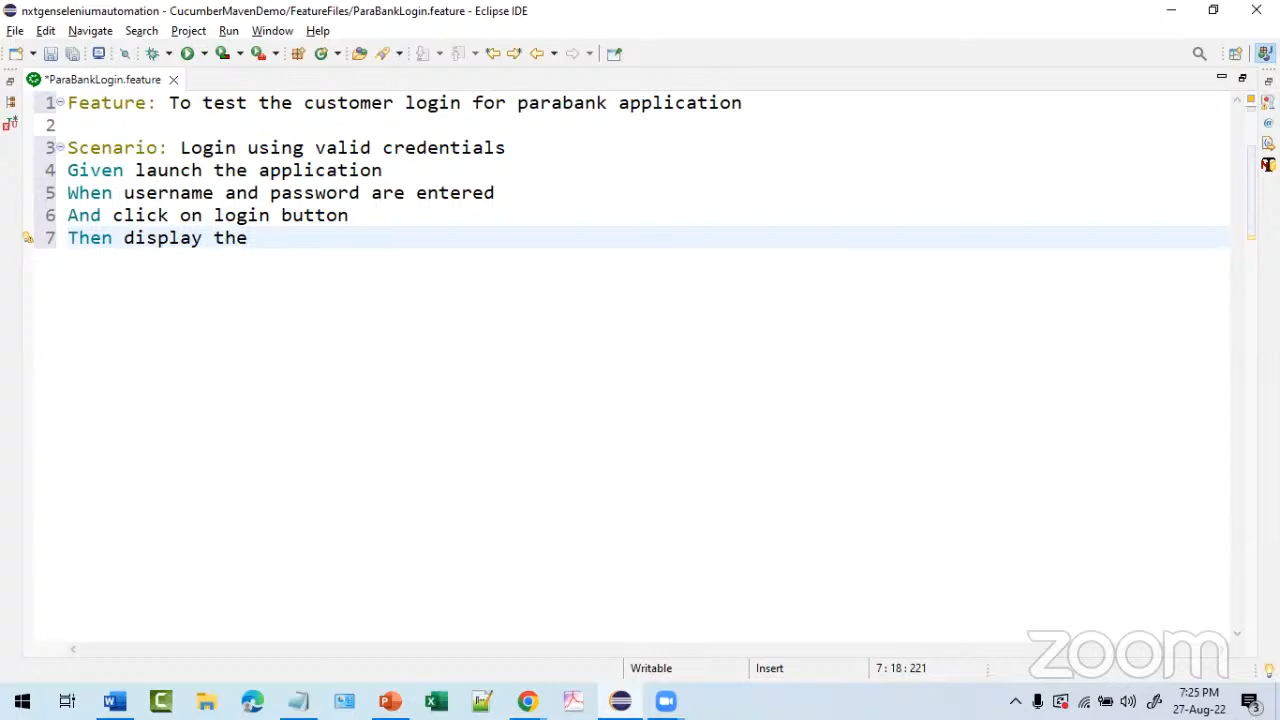 nxtgenseleniumautomation - CucumberMavenDemo/FeatureFiles/ParaBankLogin.feature - Eclipse IDE
File Edit Navigate Search Project Run Window Help
*ParaBankLogin.feature
1 Feature: To test the customer login for parabank application
2
3 Scenario: Login using valid credentials
4 Given launch the application
5 When username and password are entered
6 And click on login button
7 Then display the
zoom
Writable Insert 7 : 18 : 221
7:25 PM
27-Aug-22
3